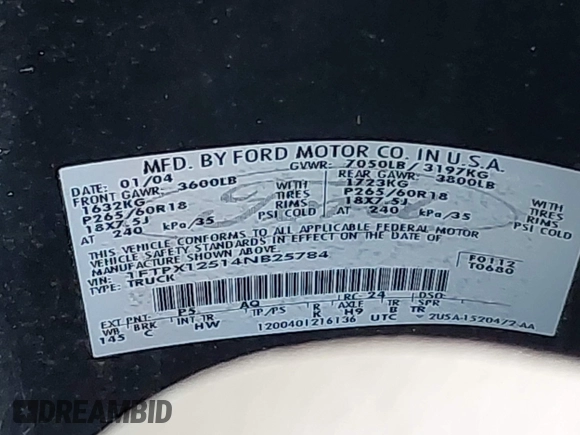 MFD. BY FORD MOTOR CO. IN U.S.A.
DATE: 01/04 GVWR: 7050LB/3197KG
FRONT GAWR: 3600LB REAR GAWR: 3800LB
1632KG 1723KG
P265/60R18 TIRES P265/60R18 TIRES
18X7.5J RIMS 18X7.5J RIMS
AT 240 kPa/35 PSI COLD AT 240 kPa/35 PSI COLD
THIS VEHICLE CONFORMS TO ALL APPLICABLE FEDERAL MOTOR
VEHICLE SAFETY STANDARDS IN EFFECT ON THE DATE OF
MANUFACTURE SHOWN ABOVE.
VIN: 1FTPX12514NB25784
TYPE: TRUCK
F0112
T0680
EXT PNT: P5 AQ RC: 24 DSO:
WB BRK INT TR TP/PS R AXLE TR
145 C HW K H9 B
1200401216136 UTC 2U5A-1520472-AA
Ford
DREAMBID